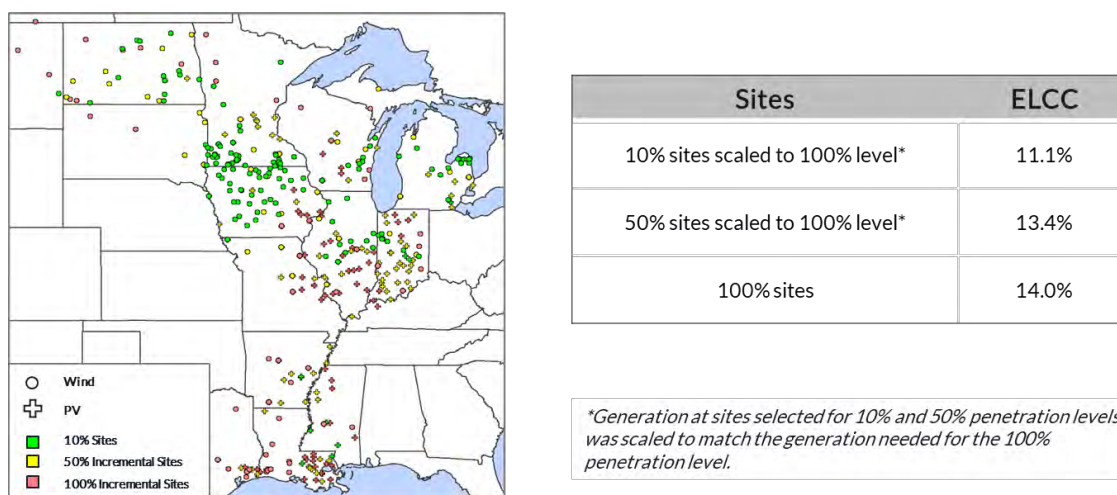 Wind
PV
10% Sites
50% Incremental Sites
100% Incremental Sites
Sites ELCC
10% sites scaled to 100% level* 11.1%
50% sites scaled to 100% level* 13.4%
100% sites 14.0%
*Generation at sites selected for 10% and 50% penetration levels
was scaled to match the generation needed for the 100%
penetration level.